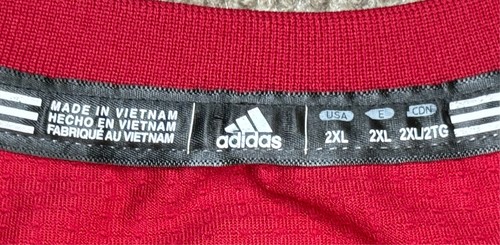 MADE IN VIETNAM
HECHO EN VIETNAM
FABRIQUÉ AU VIETNAM
adidas
USA E CDN
2XL 2XL 2XL/2TG